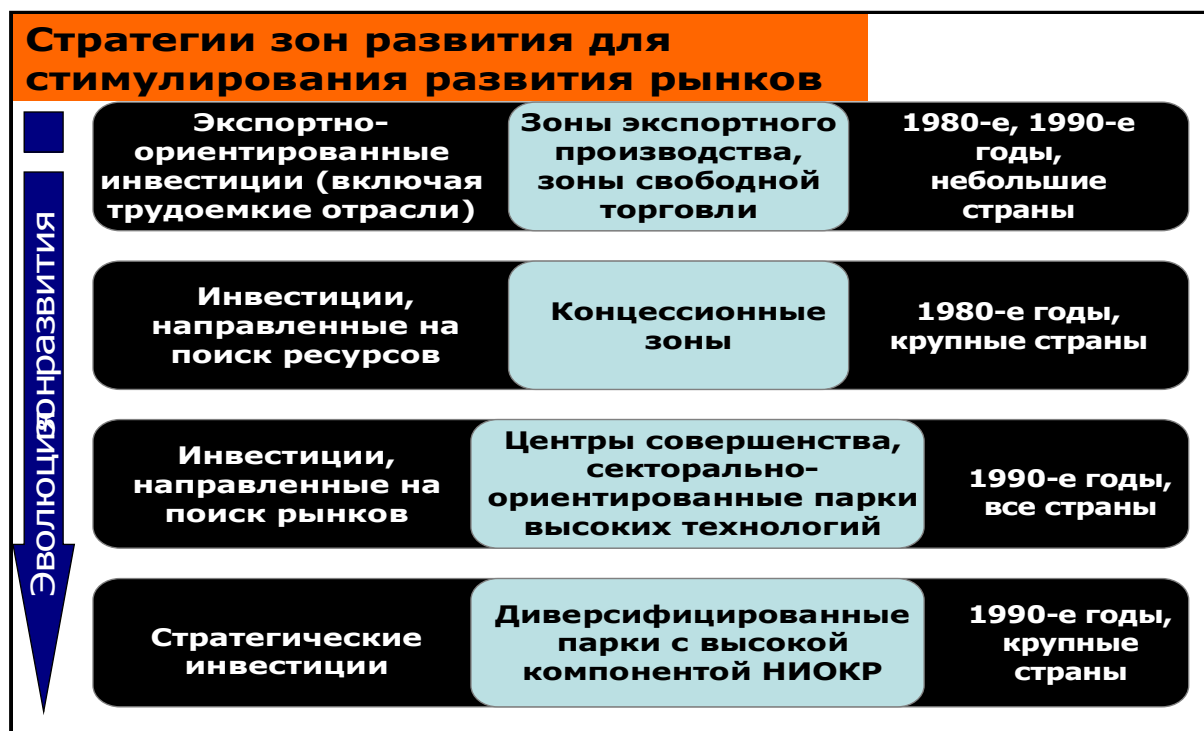 Стратегии зон развития для
стимулирования развития рынков
Экспортно-
ориентированные
инвестиции (включая
трудоемкие отрасли)
Зоны экспортного
производства,
зоны свободной
торговли
1980-е, 1990-е
годы,
небольшие
страны
Инвестиции,
направленные на
поиск ресурсов
Концессионные
зоны
1980-е годы,
крупные страны
Инвестиции,
направленные на
поиск рынков
Центры совершенства,
секторально-
ориентированные парки
высоких технологий
1990-е годы,
все страны
Стратегические
инвестиции
Диверсифицированные
парки с высокой
компонентой НИОКР
1990-е годы,
крупные
страны
Эволюция зонразвития